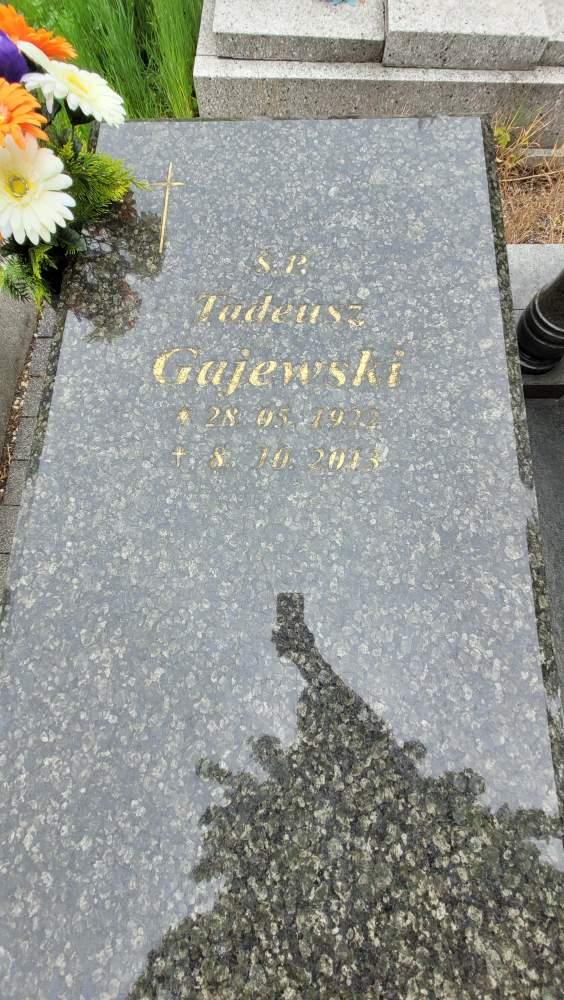 Ś.P.
Tadeusz
Gajewski
* 28. 05. 1922
† 8. 10. 2013